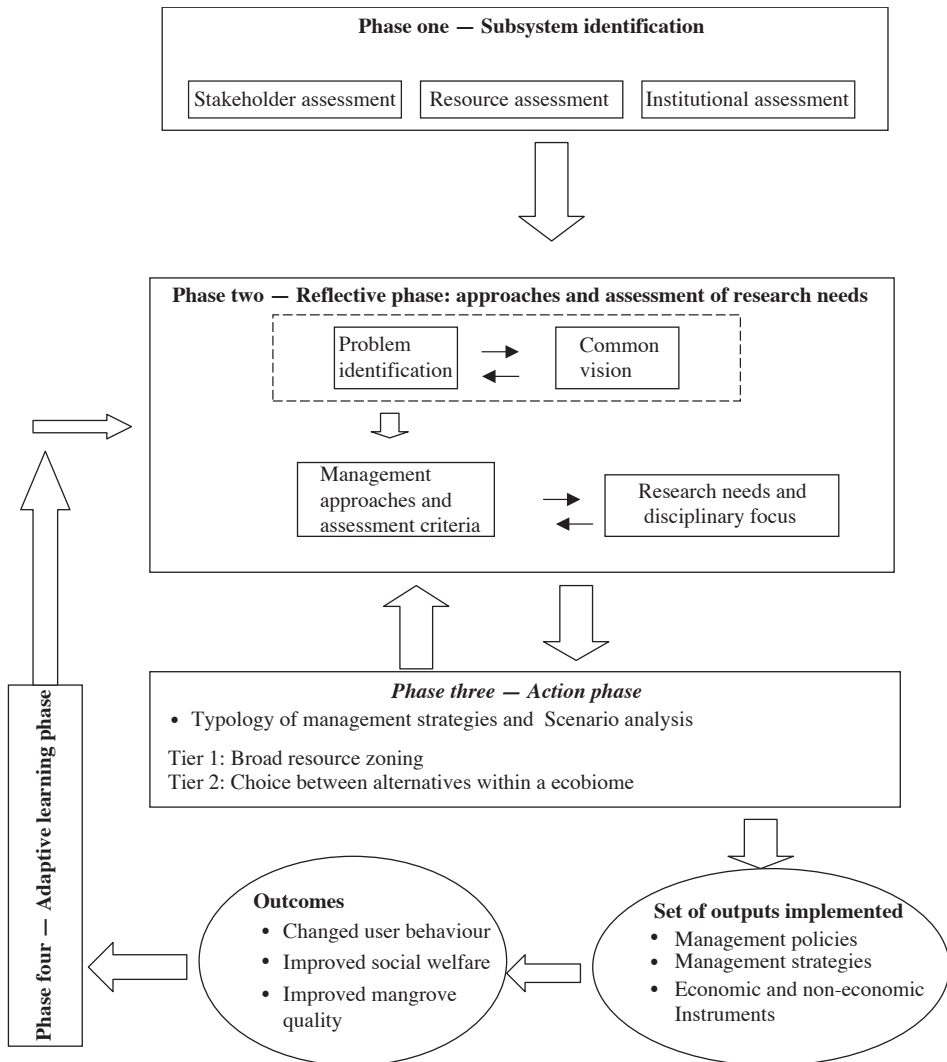 Phase one — Subsystem identification
Stakeholder assessment
Resource assessment
Institutional assessment
Phase two — Reflective phase: approaches and assessment of research needs
Problem
identification
Common
vision
Management
approaches and
assessment criteria
Research needs and
disciplinary focus
Phase three — Action phase
• Typology of management strategies and Scenario analysis
Tier 1: Broad resource zoning
Tier 2: Choice between alternatives within a ecobiome
Set of outputs implemented
• Management policies
• Management strategies
• Economic and non-economic
Instruments
Outcomes
• Changed user behaviour
• Improved social welfare
• Improved mangrove
quality
Phase four — Adaptive learning phase